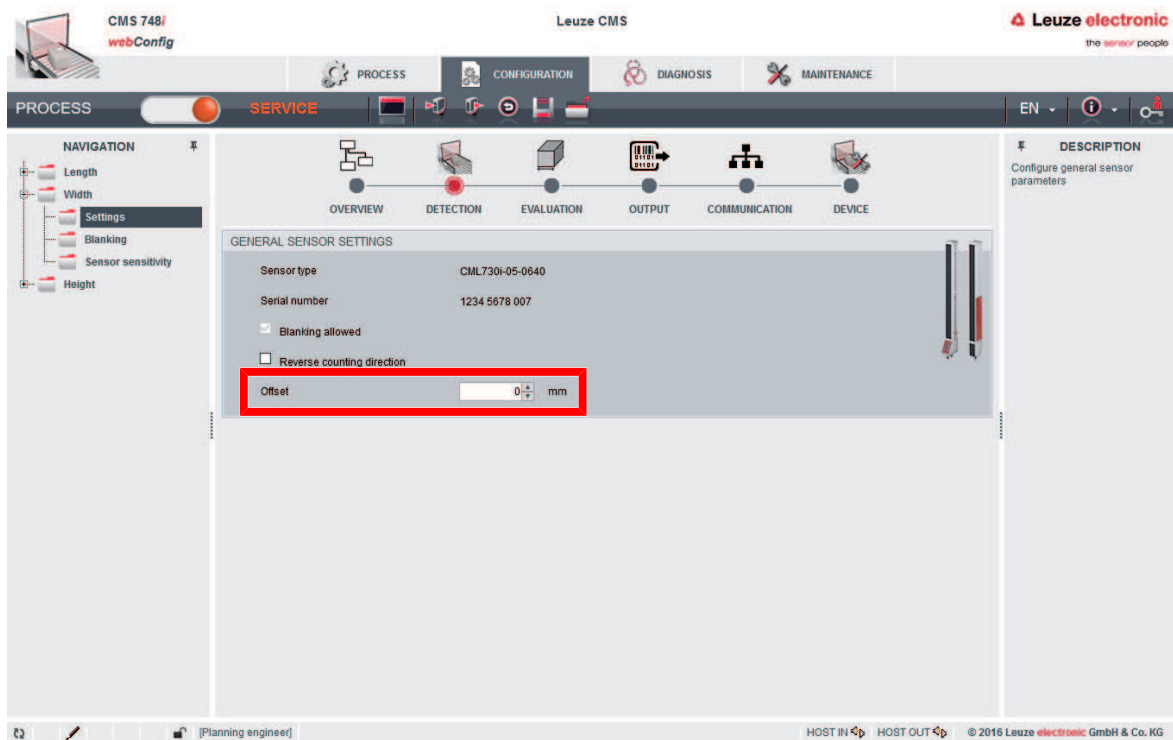 CMS 748i
webConfig
Leuze CMS
Leuze electronic
the sensor people
PROCESS
CONFIGURATION
DIAGNOSIS
MAINTENANCE
PROCESS
SERVICE
EN
NAVIGATION
Length
Width
Settings
Blanking
Sensor sensitivity
Height
OVERVIEW
DETECTION
EVALUATION
OUTPUT
COMMUNICATION
DEVICE
GENERAL SENSOR SETTINGS
Sensor type CML730i-05-0640
Serial number 1234 5678 007
Blanking allowed
Reverse counting direction
Offset 0 mm
DESCRIPTION
Configure general sensor
parameters
[Planning engineer]
HOST IN
HOST OUT
© 2016 Leuze electronic GmbH & Co. KG